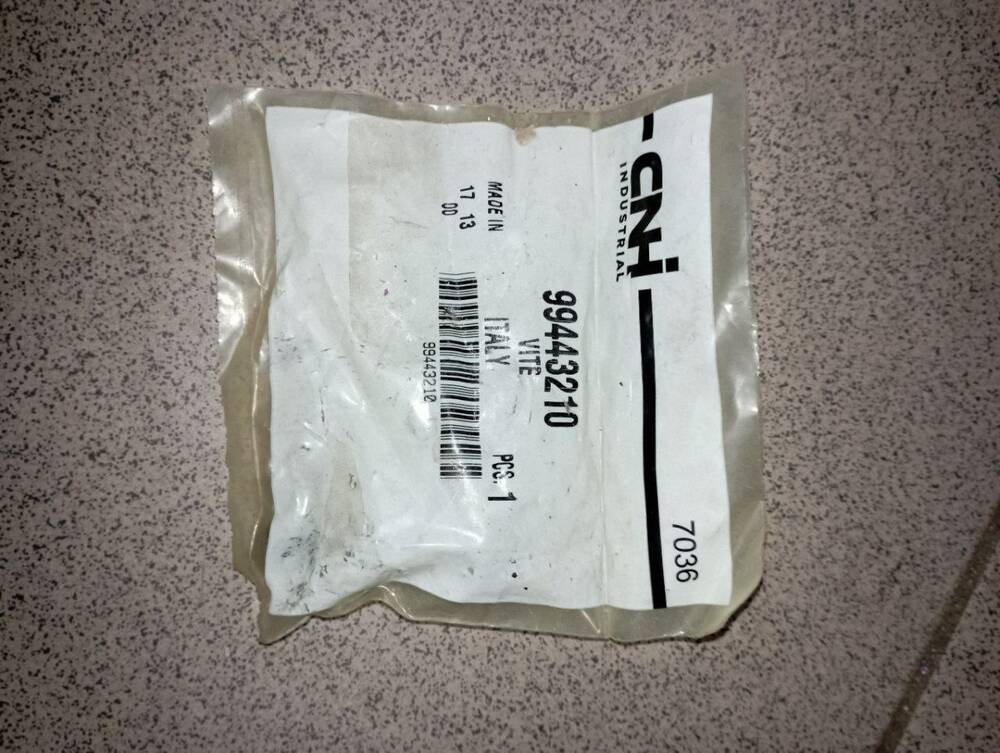 CNH
INDUSTRIAL
7036
99443210
VITE
MADE IN ITALY PCS. 1
17 13
00
99443210